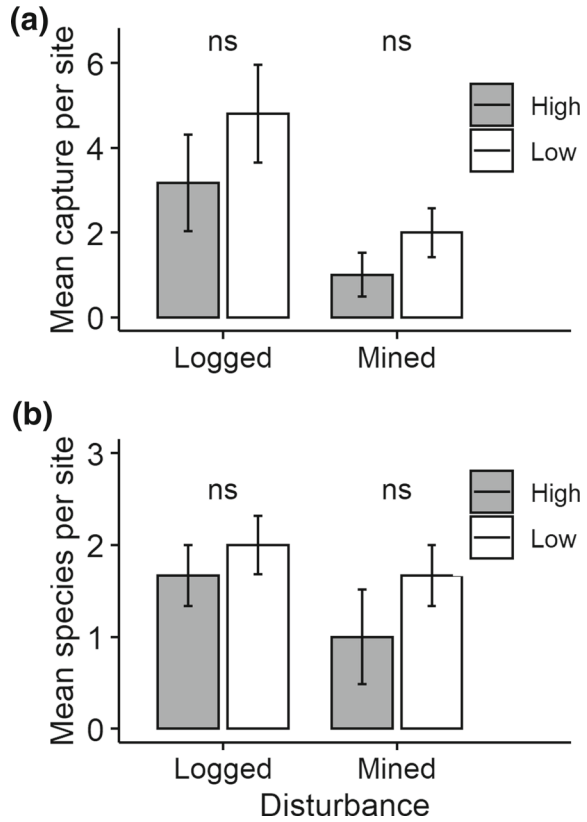 (a)
Mean capture per site
6
4
2
0
ns
ns
High
Low
Logged
Mined
(b)
Mean species per site
3
2
1
0
ns
ns
High
Low
Logged
Mined
Disturbance